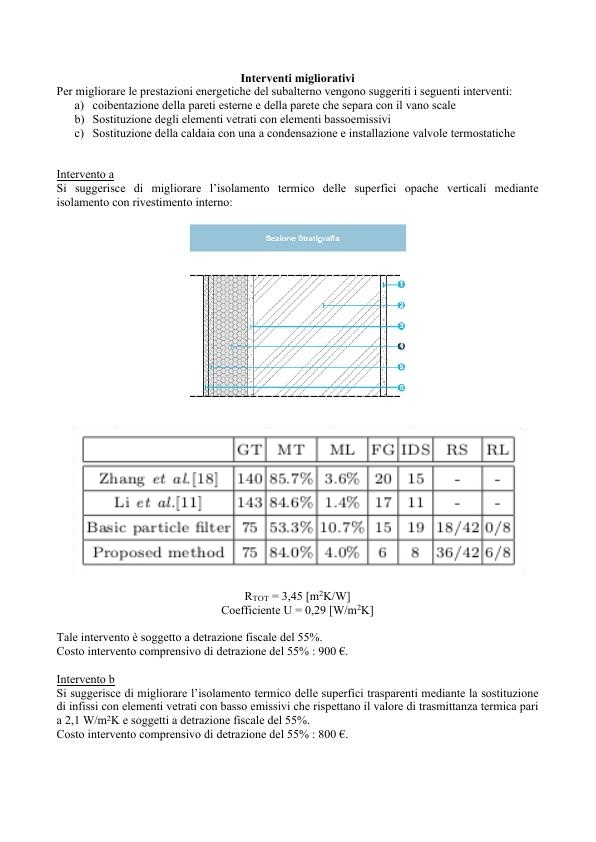 Interventi migliorativi
Per migliorare le prestazioni energetiche del subalterno vengono suggeriti i seguenti interventi:
a) coibentazione della pareti esterne e della parete che separa con il vano scale
b) Sostituzione degli elementi vetrati con elementi bassoemissivi
c) Sostituzione della caldaia con una a condensazione e installazione valvole termostatiche
Intervento a
Si suggerisce di migliorare l'isolamento termico delle superfici opache verticali mediante
isolamento con rivestimento interno:
Sezione Stratigrafia
1
2
3
4
5
6
GT MT ML FG IDS RS RL
Zhang et al.[18] 140 85.7% 3.6% 20 15 - -
Li et al.[11] 143 84.6% 1.4% 17 11 - -
Basic particle filter 75 53.3% 10.7% 15 19 18/42 0/8
Proposed method 75 84.0% 4.0% 6 8 36/42 6/8
RTOT = 3,45 [m²K/W]
Coefficiente U = 0,29 [W/m²K]
Tale intervento è soggetto a detrazione fiscale del 55%.
Costo intervento comprensivo di detrazione del 55% : 900 €.
Intervento b
Si suggerisce di migliorare l'isolamento termico delle superfici trasparenti mediante la sostituzione
di infissi con elementi vetrati con basso emissivi che rispettano il valore di trasmittanza termica pari
a 2,1 W/m²K e soggetti a detrazione fiscale del 55%.
Costo intervento comprensivo di detrazione del 55% : 800 €.